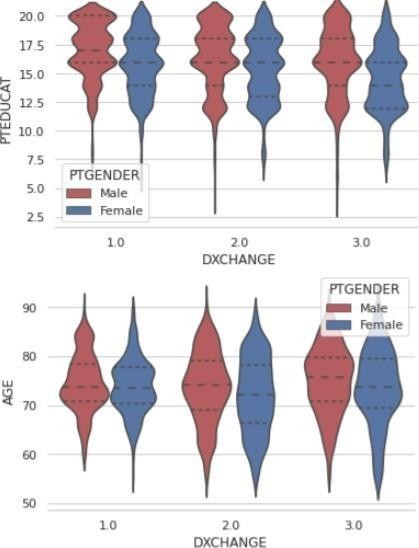 20.0
17.5
15.0
12.5
10.0
7.5
5.0
2.5
PTEDUCAT
PTGENDER
Male
Female
1.0 2.0 3.0
DXCHANGE
PTGENDER
Male
Female
90
80
70
60
50
AGE
1.0 2.0 3.0
DXCHANGE